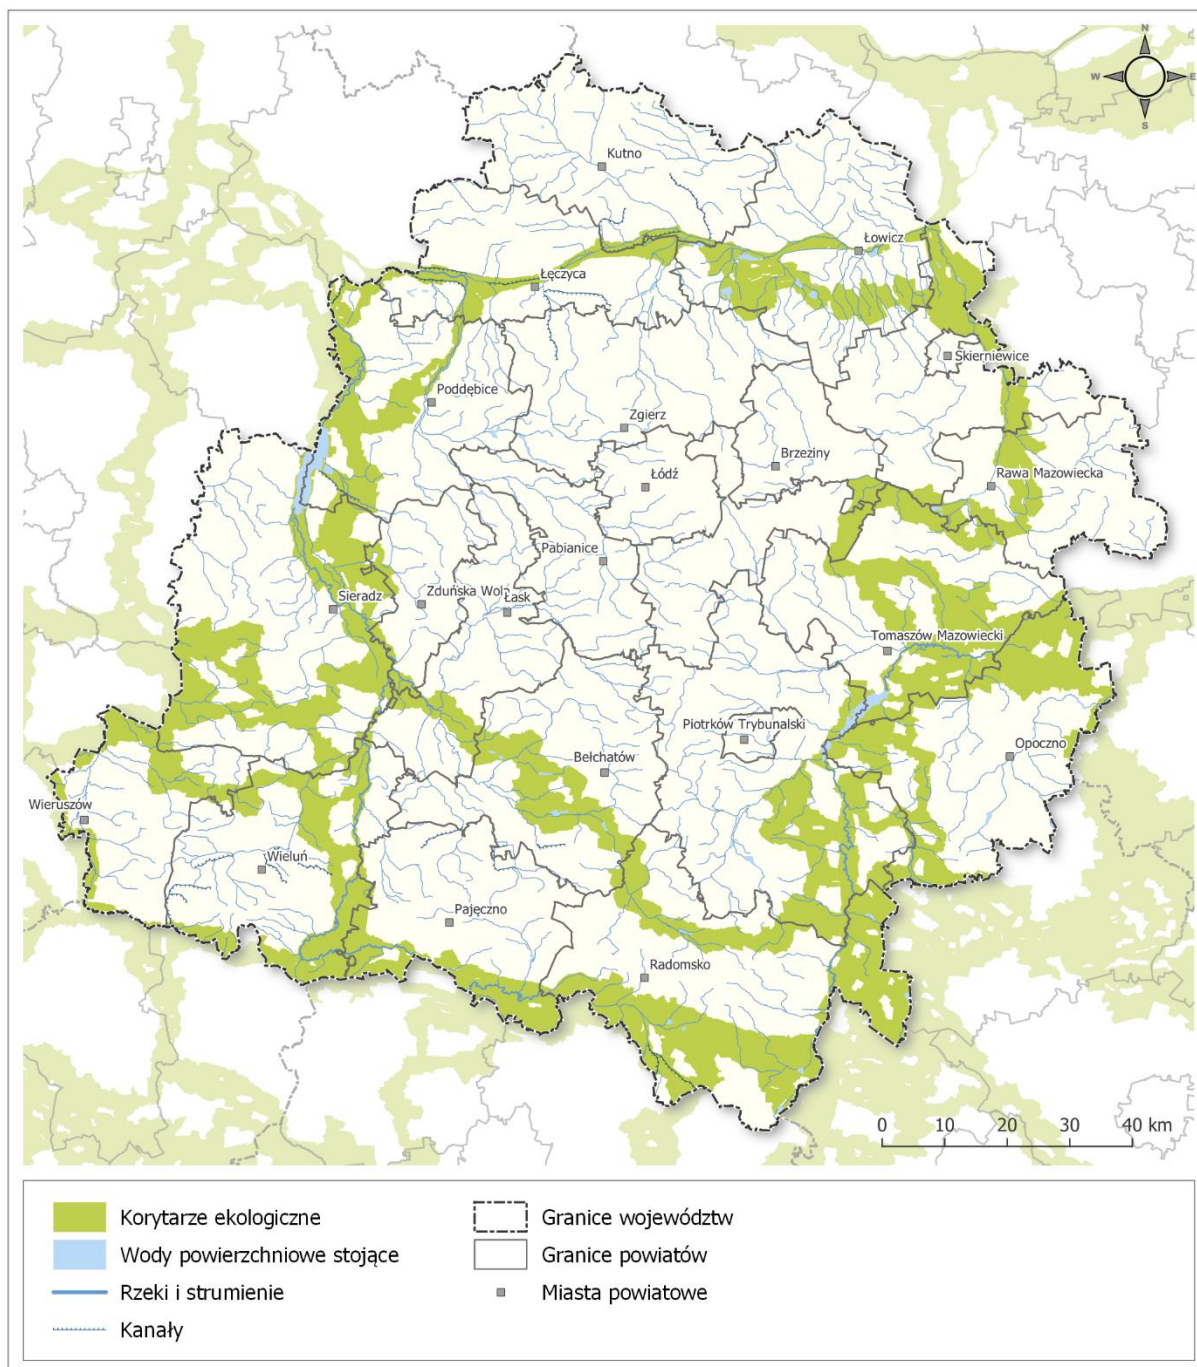 N
W E
S
Kutno
Łowicz
Łęczyca
Skierniewice
Poddębice
Zgierz
Brzeziny
Łódź
Rawa Mazowiecka
Pabianice
Sieradz
Zduńska Wol
Łask
Tomaszów Mazowiecki
Piotrków Trybunalski
Opoczno
Bełchatów
Wieruszów
Wieluń
Pajęczno
Radomsko
0 10 20 30 40 km
Korytarze ekologiczne
Granice województw
Wody powierzchniowe stojące
Granice powiatów
Rzeki i strumienie
Miasta powiatowe
Kanały